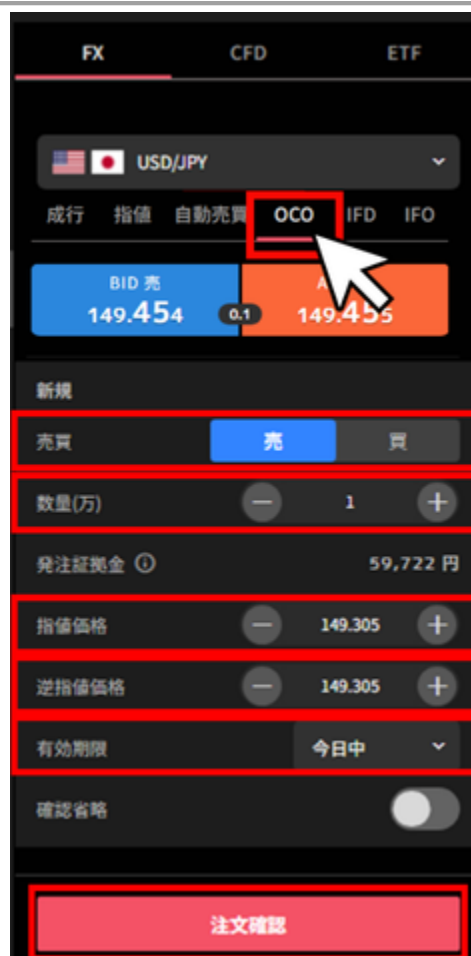 FX CFD ETF
USD/JPY
成行 指値 自動売買 OCO IFD IFO
BID 売
149.454 0.1 149.455
新規
売買 売 買
数量(万) 1
発注証拠金 59,722 円
指値価格 149.305
逆指値価格 149.305
有効期限 今日中
確認省略
注文確認